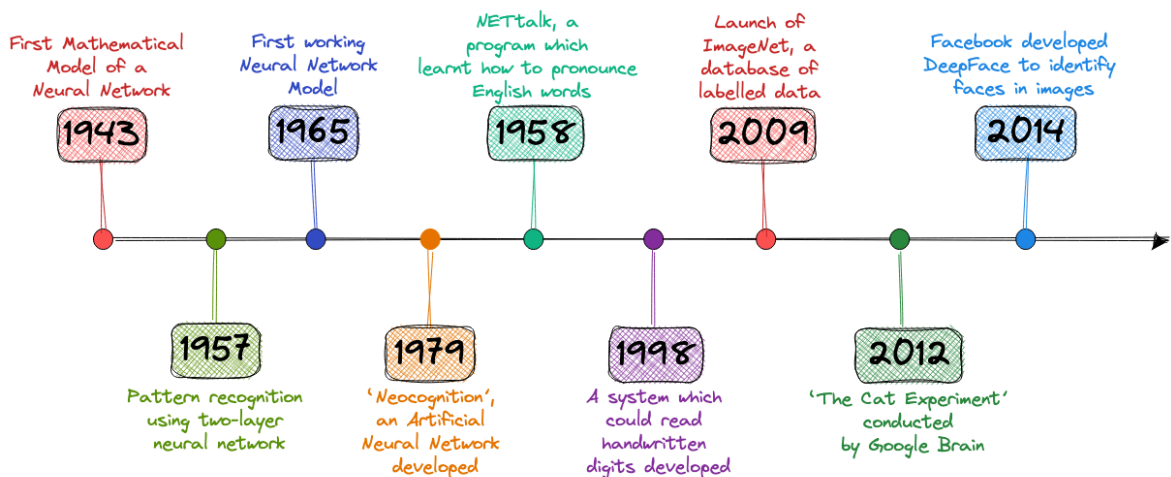 First Mathematical
Model of a
Neural Network
1943
1957
Pattern recognition
using two-layer
neural network
First working
Neural Network
Model
1965
1979
‘Neocognition’,
an Artificial
Neural Network
developed
NETtalk, a
program which
learnt how to pronounce
English words
1958
1998
A system which
could read
handwritten
digits developed
Launch of
ImageNet, a
database of
labelled data
2009
2012
‘The Cat Experiment’
conducted
by Google Brain
Facebook developed
DeepFace to identify
faces in images
2014